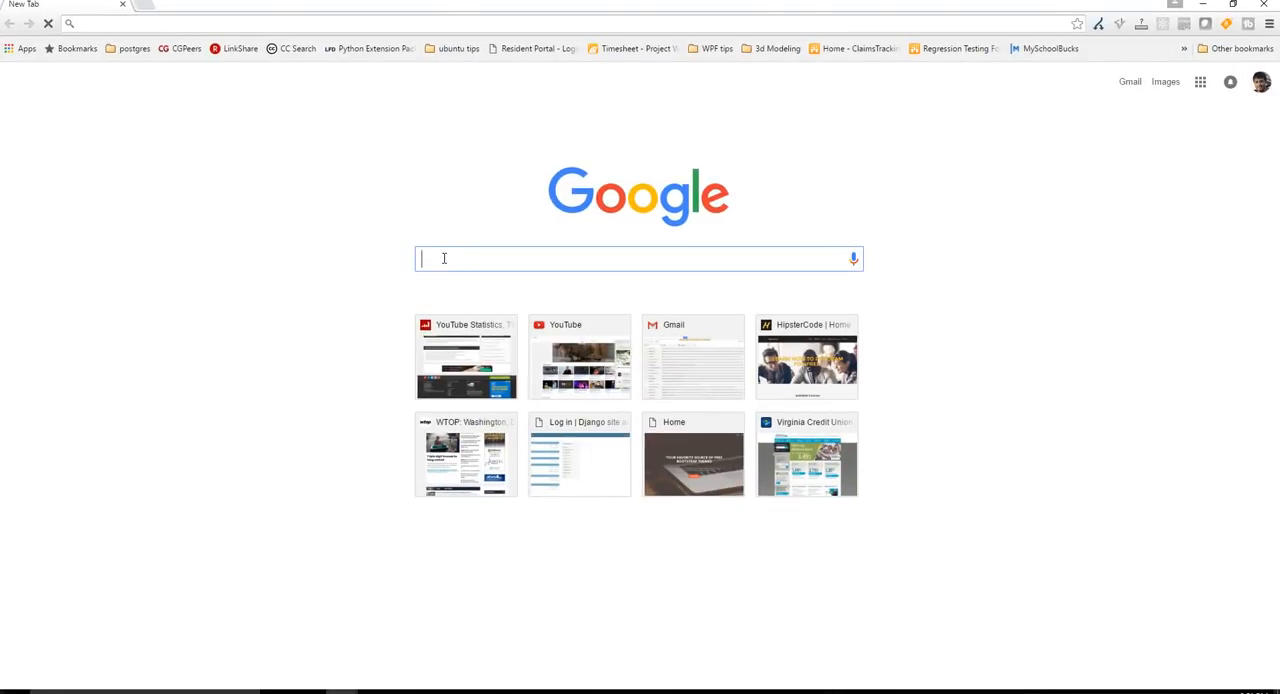 New Tab
Apps Bookmarks postgres CGPeers LinkShare CC Search Python Extension Pac ubuntu tips Resident Portal - Log Timesheet - Project WPF tips 3d Modeling Home - ClaimsTrackin Regression Testing Fo MySchoolBucks » Other bookmarks
Gmail Images
Google
YouTube Statistics, YouTube Gmail HipsterCode | Home
WTOP: Washington, Log in | Django site a Home Virginia Credit Union